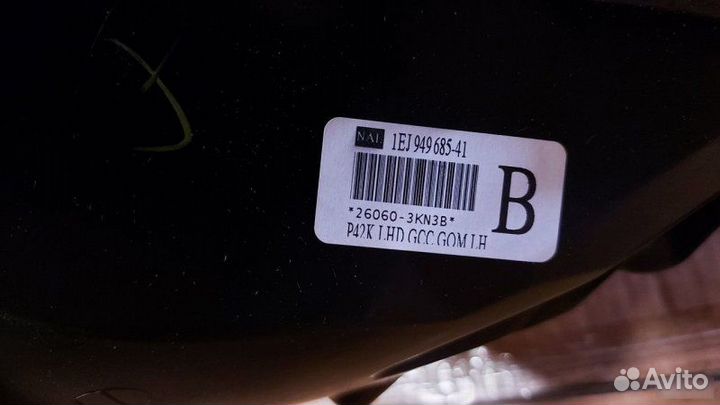 NAL 1EJ 949 685-41
*26060-3KN3B*
B
P42K LHD GCC GOM LH
Avito